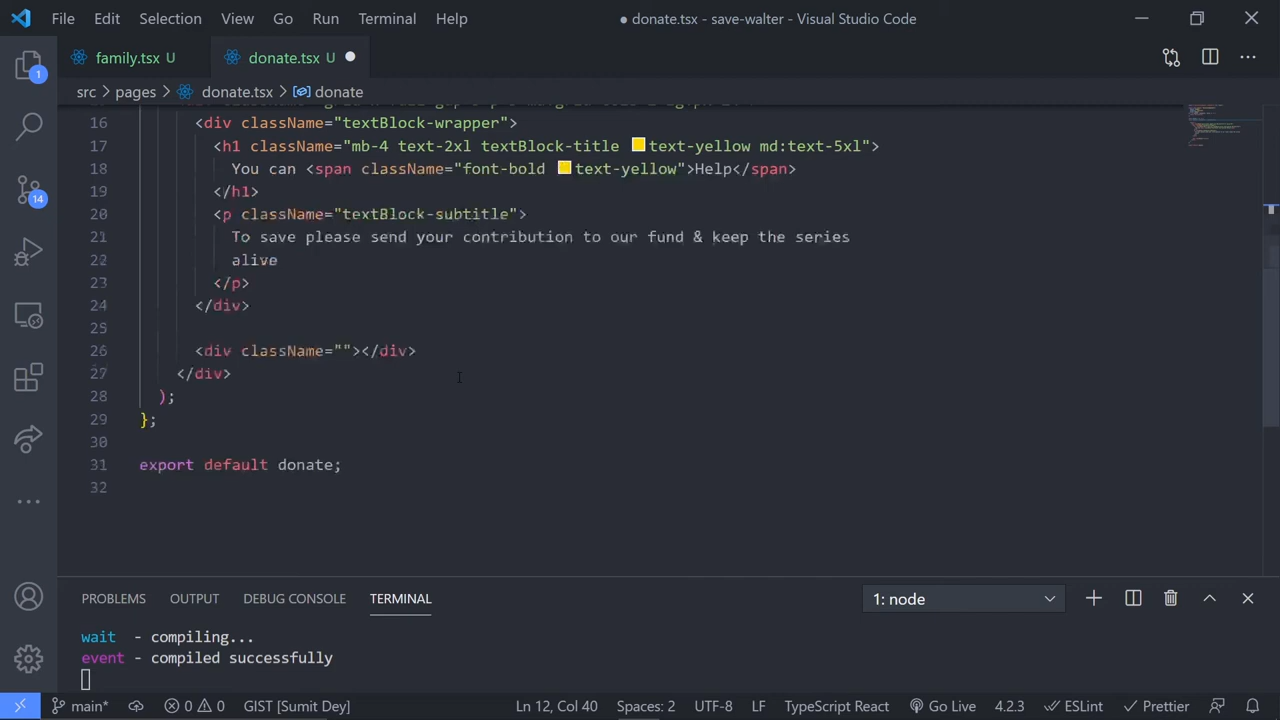 File Edit Selection View Go Run Terminal Help
● donate.tsx - save-walter - Visual Studio Code
family.tsx U
donate.tsx U
src > pages > donate.tsx > donate
1
14
16 <div className="textBlock-wrapper">
17 <h1 className="mb-4 text-2xl textBlock-title text-yellow md:text-5xl">
18 You can <span className="font-bold text-yellow">Help</span>
19 </h1>
20 <p className="textBlock-subtitle">
21 To save please send your contribution to our fund & keep the series
22 alive
23 </p>
24 </div>
25
26 <div className=""></div>
27 </div>
28 );
29 };
30
31 export default donate;
32
PROBLEMS OUTPUT DEBUG CONSOLE TERMINAL
1: node
wait - compiling...
event - compiled successfully
main* 0 0 GIST [Sumit Dey] Ln 12, Col 40 Spaces: 2 UTF-8 LF TypeScript React Go Live 4.2.3 ESLint Prettier